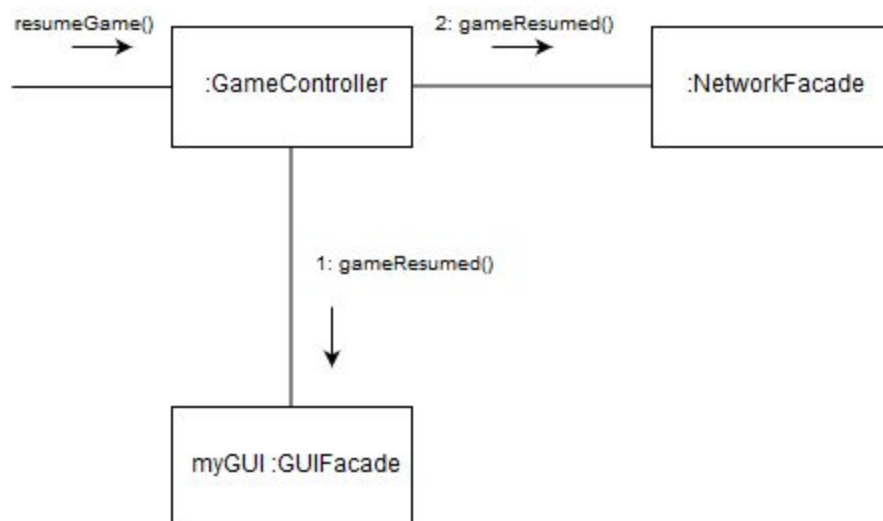 resumeGame()
2: gameResumed()
:GameController
:NetworkFacade
1: gameResumed()
myGUI :GUIFacade